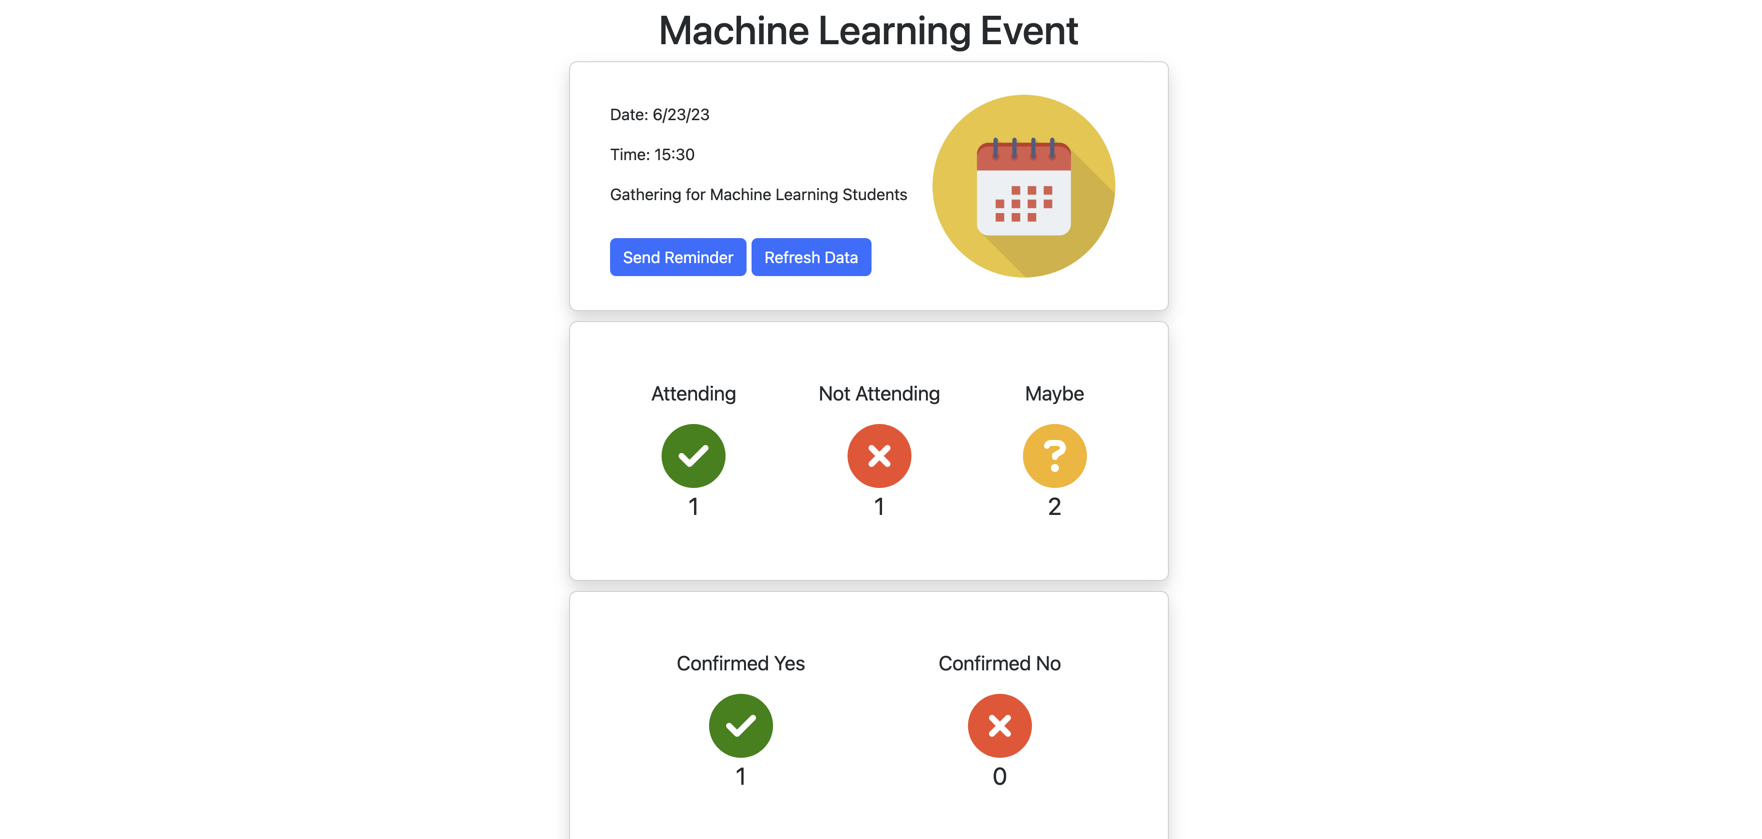 Machine Learning Event
Date: 6/23/23
Time: 15:30
Gathering for Machine Learning Students
Send Reminder Refresh Data
Attending Not Attending Maybe
1 1 2
Confirmed Yes Confirmed No
1 0